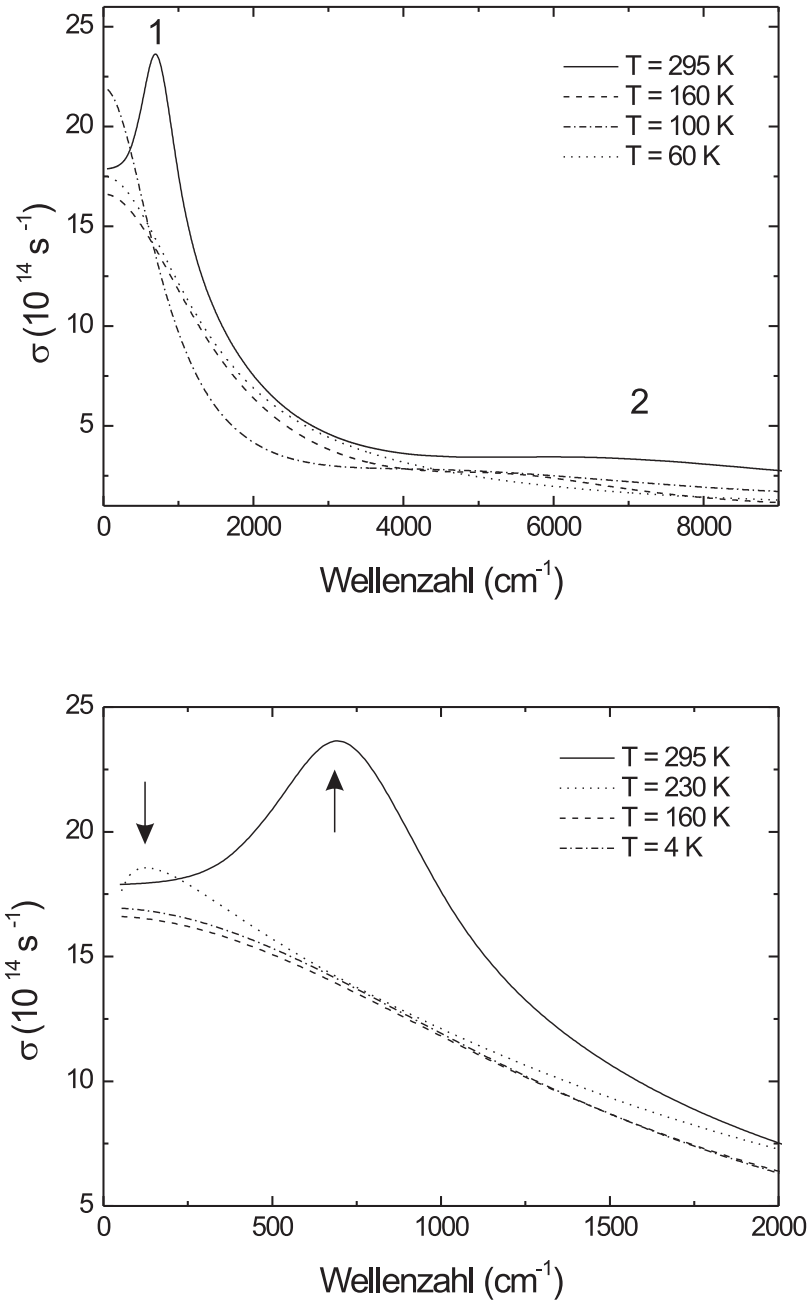 1
25
20
15
10
5
σ (10 14 s-1)
T = 295 K
T = 160 K
T = 100 K
T = 60 K
2
0 2000 4000 6000 8000
Wellenzahl (cm-1)
25
20
15
10
5
σ (10 14 s-1)
T = 295 K
T = 230 K
T = 160 K
T = 4 K
0 500 1000 1500 2000
Wellenzahl (cm-1)